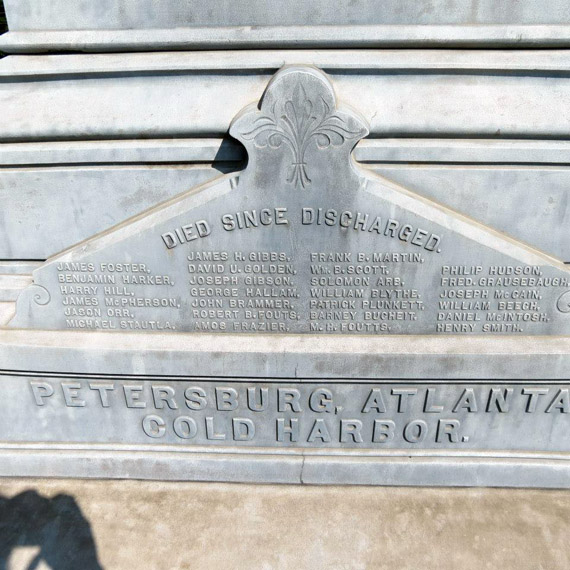 DIED SINCE DISCHARGED.
JAMES FOSTER,
BENJAMIN HARKER,
HARRY HILL,
JAMES McPHERSON,
JASON ORR,
MICHAEL STAUTLA,
JAMES H. GIBBS,
DAVID U. GOLDEN,
JOSEPH GIBSON,
GEORGE HALLAM,
JOHN BRAMMER,
ROBERT B. FOUTS,
AMOS FRAZIER,
FRANK B. MARTIN,
WM. B. SCOTT,
SOLOMON ARB,
WILLIAM BLYTHE,
PATRICK PLUNKETT,
BARNEY BUCHEIT,
M. H. FOUTTS,
PHILIP HUDSON,
FRED. GRAUSEBAUGH,
JOSEPH McCAIN,
WILLIAM BEECH,
DANIEL McINTOSH,
HENRY SMITH.
PETERSBURG, ATLANTA
COLD HARBOR.